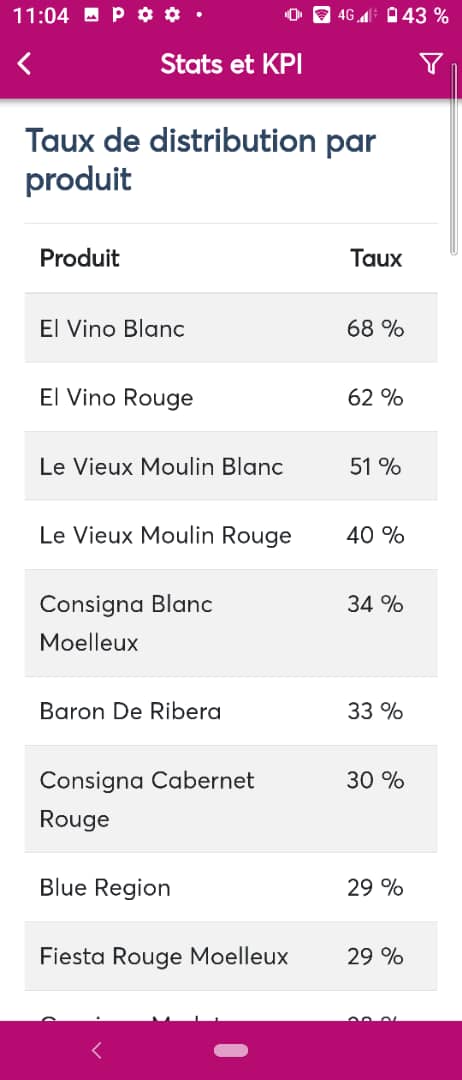 11:04 P 4G 43 %
Stats et KPI
Taux de distribution par
produit
Produit Taux
El Vino Blanc 68 %
El Vino Rouge 62 %
Le Vieux Moulin Blanc 51 %
Le Vieux Moulin Rouge 40 %
Consigna Blanc 34 %
Moelleux
Baron De Ribera 33 %
Consigna Cabernet 30 %
Rouge
Blue Region 29 %
Fiesta Rouge Moelleux 29 %